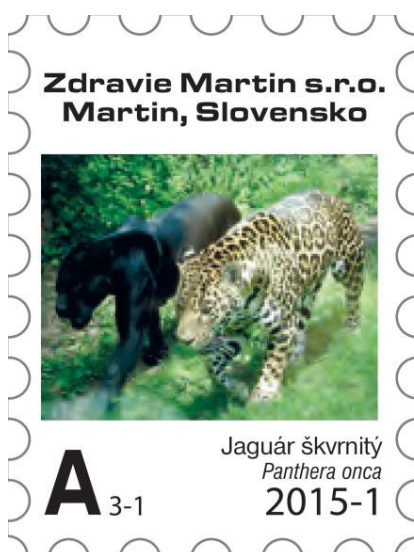 Zdravie Martin s.r.o.
Martin, Slovensko
Jaguár škvrnitý
Panthera onca
A 3-1
2015-1